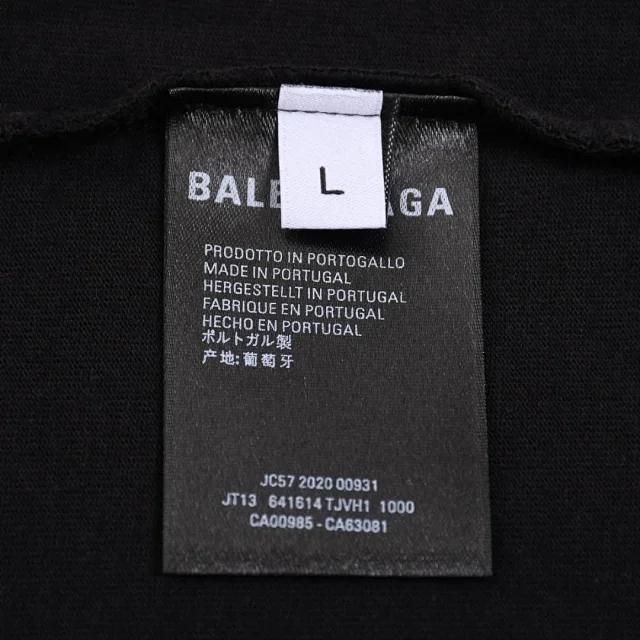 L
BALE AGA
PRODOTTO IN PORTOGALLO
MADE IN PORTUGAL
HERGESTELLT IN PORTUGAL
FABRIQUE EN PORTUGAL
HECHO EN PORTUGAL
ポルトガル製
产地:葡萄牙
JC57 2020 00931
JT13 641614 TJVH1 1000
CA00985 - CA63081